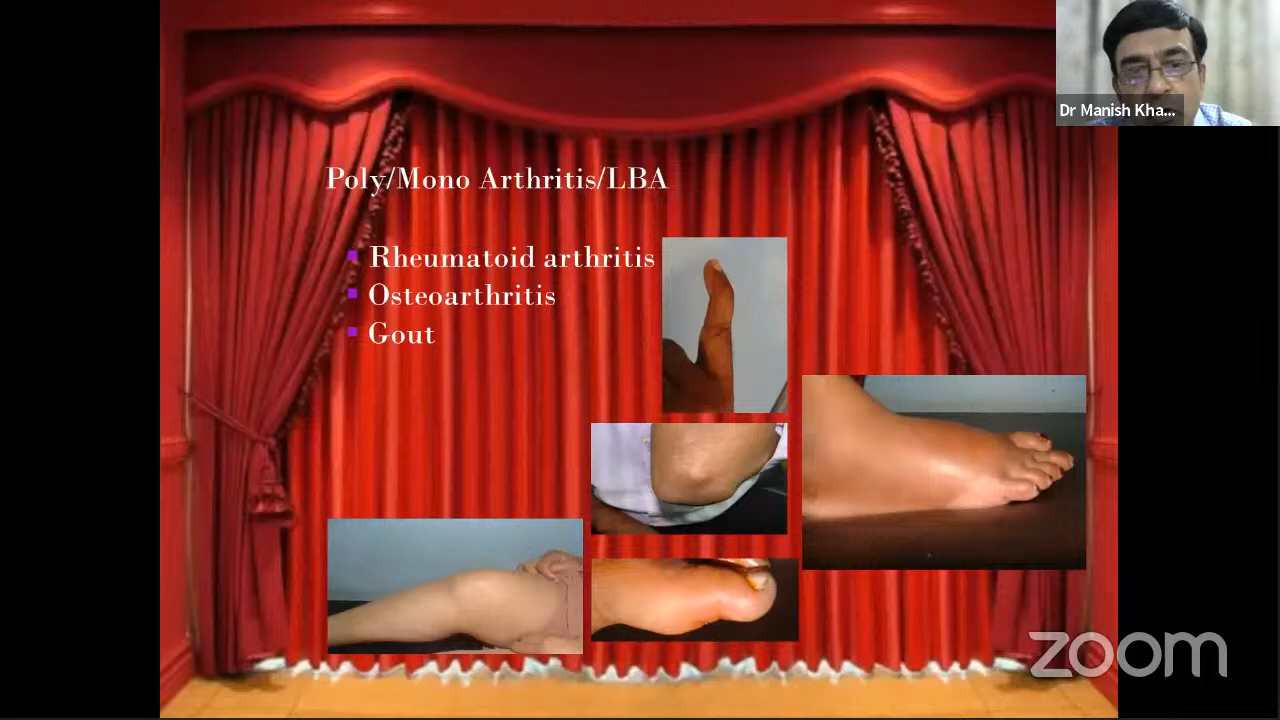 Dr Manish Kha...
Poly/Mono Arthritis/LBA
Rheumatoid arthritis
Osteoarthritis
Gout
zoom